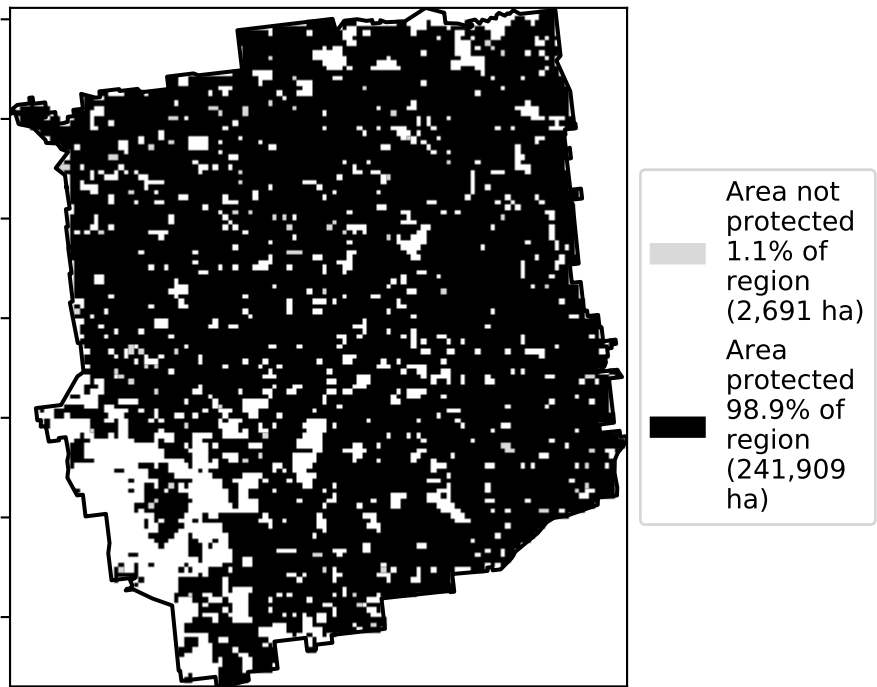 Area not
protected
1.1% of
region
(2,691 ha)
Area
protected
98.9% of
region
(241,909
ha)